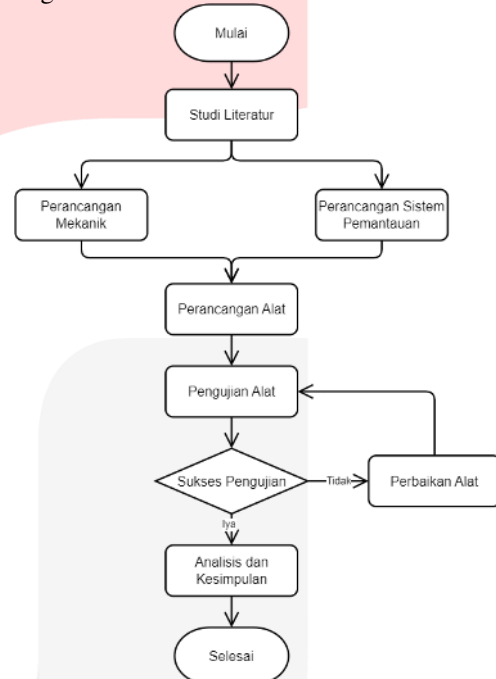 Mulai
Studi Literatur
Perancangan
Mekanik
Perancangan Sistem
Pemantauan
Perancangan Alat
Pengujian Alat
Sukses Pengujian
Tidak
Perbaikan Alat
Iya
Analisis dan
Kesimpulan
Selesai